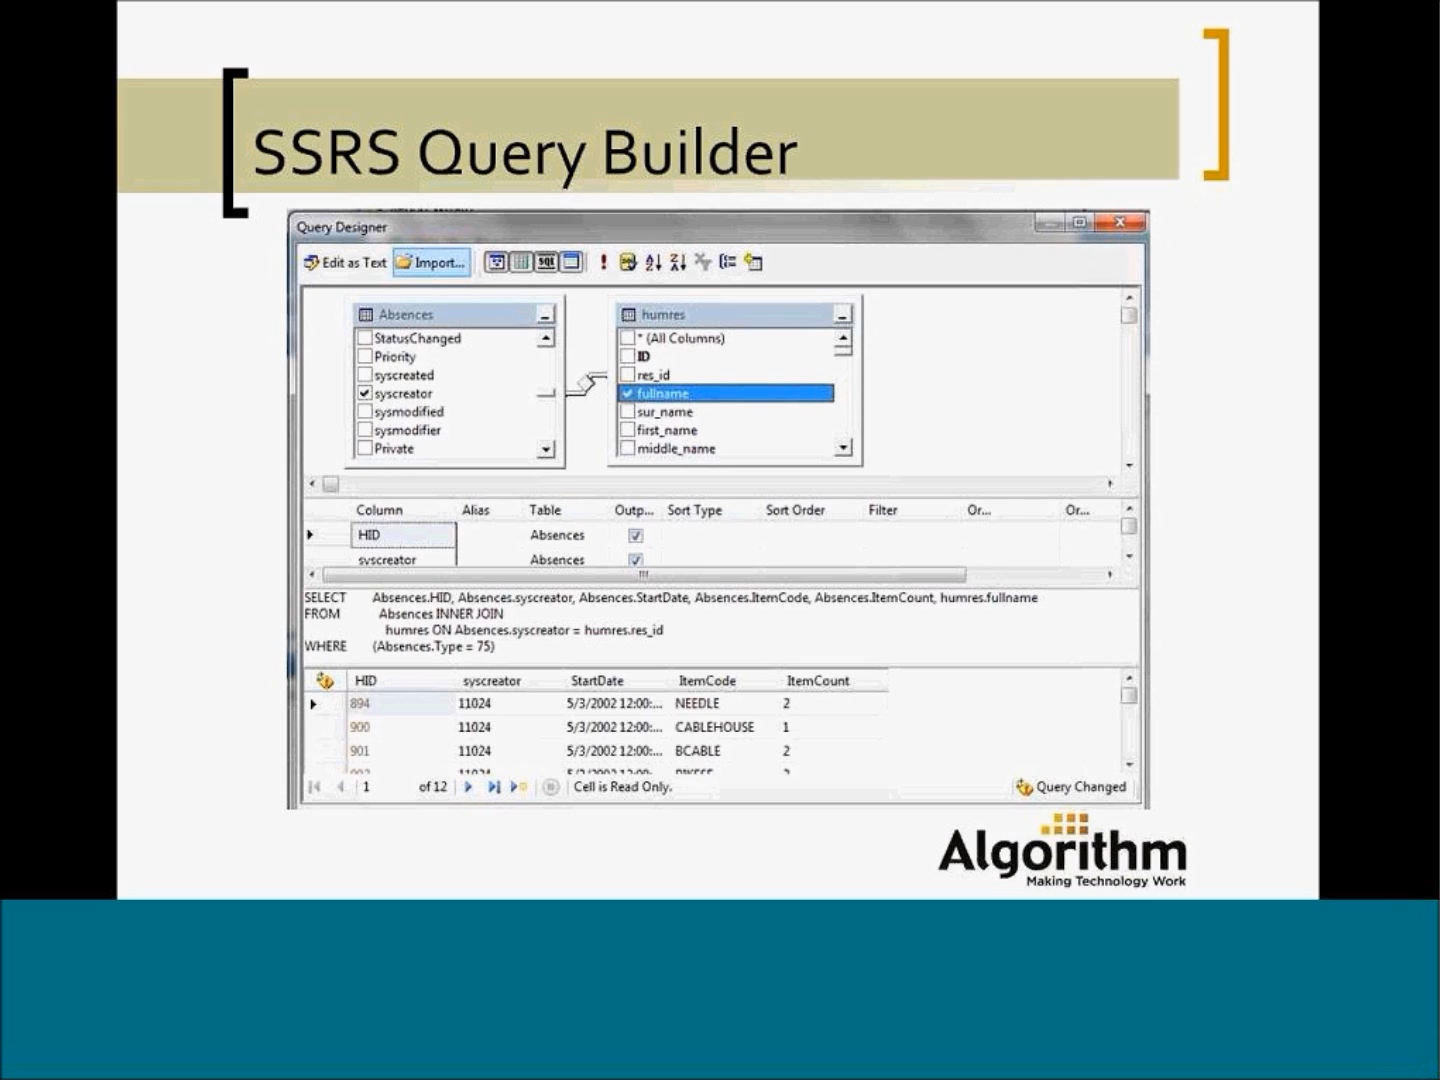 SSRS Query Builder
Query Designer
Edit as Text Import... SQL
Absences
StatusChanged
Priority
syscreated
syscreator
sysmodified
sysmodifier
Private
humres
* (All Columns)
ID
res_id
fullname
sur_name
first_name
middle_name
Column Alias Table Outp... Sort Type Sort Order Filter Or... Or...
HID Absences
syscreator Absences
SELECT Absences.HID, Absences.syscreator, Absences.StartDate, Absences.ItemCode, Absences.ItemCount, humres.fullname
FROM Absences INNER JOIN
humres ON Absences.syscreator = humres.res_id
WHERE (Absences.Type = 75)
HID syscreator StartDate ItemCode ItemCount
894 11024 5/3/2002 12:00:... NEEDLE 2
900 11024 5/3/2002 12:00:... CABLEHOUSE 1
901 11024 5/3/2002 12:00:... BCABLE 2
1 of 12 Cell is Read Only. Query Changed
Algorithm
Making Technology Work